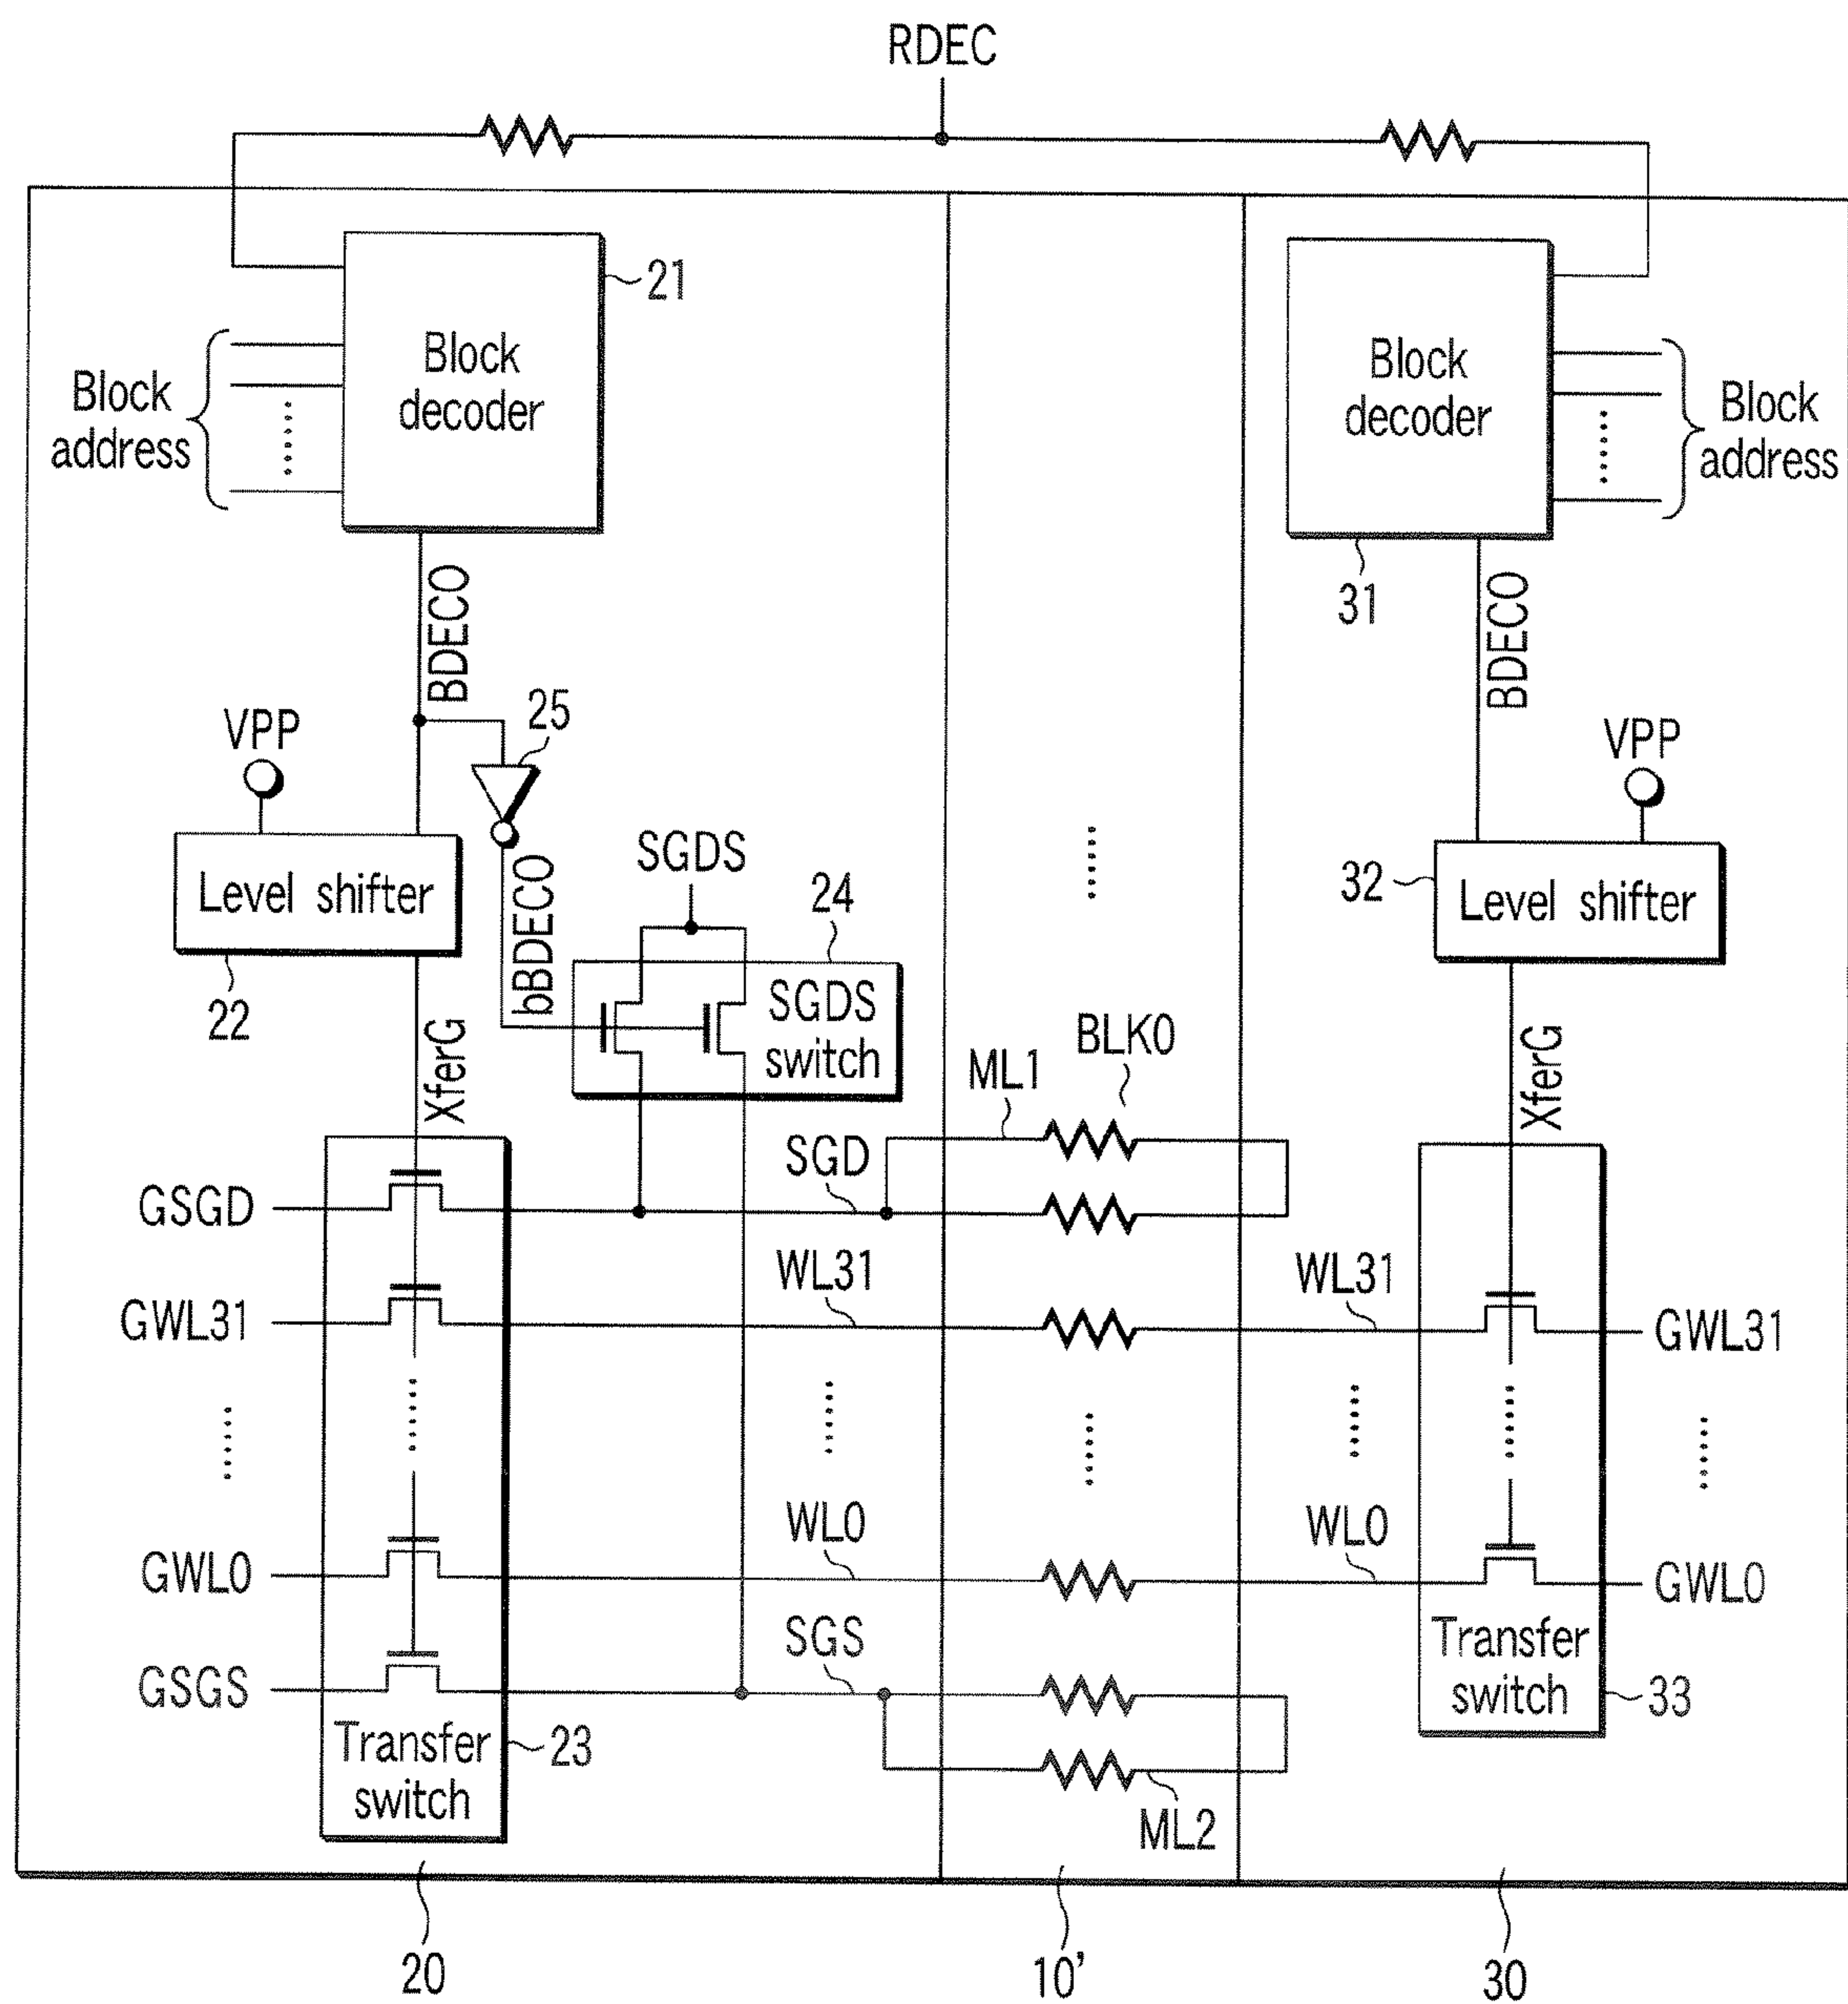 RDEC
21
Block
decoder
Block
address
Block
decoder
Block
address
31
BDECO
BDECO
25
VPP
VPP
SGDS
24
Level shifter
22
bBDECO
SGDS
switch
32
Level shifter
XferG
XferG
BLK0
ML1
GSGD
SGD
GWL31
WL31
WL31
GWL31
GWL0
WL0
WL0
GWL0
GSGS
SGS
Transfer
switch
23
Transfer
switch
33
ML2
20
10'
30